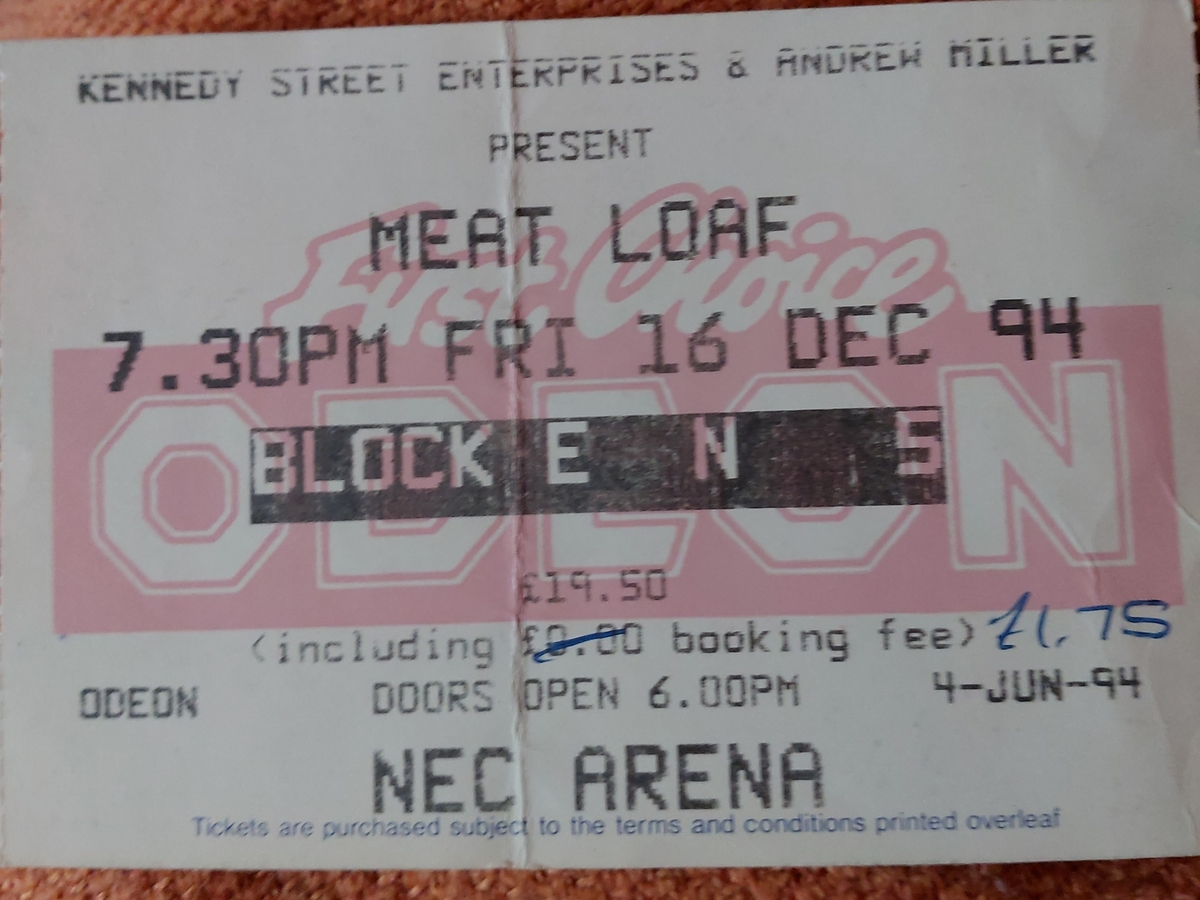 KENNEDY STREET ENTERPRISES & ANDREW MILLER
PRESENT
MEAT LOAF
First Choice
7.30PM FRI 16 DEC 94
ODEON
BLOCK E N 5
£19.50
(including £0.00 booking fee) £1.75
ODEON DOORS OPEN 6.00PM 4-JUN-94
NEC ARENA
Tickets are purchased subject to the terms and conditions printed overleaf